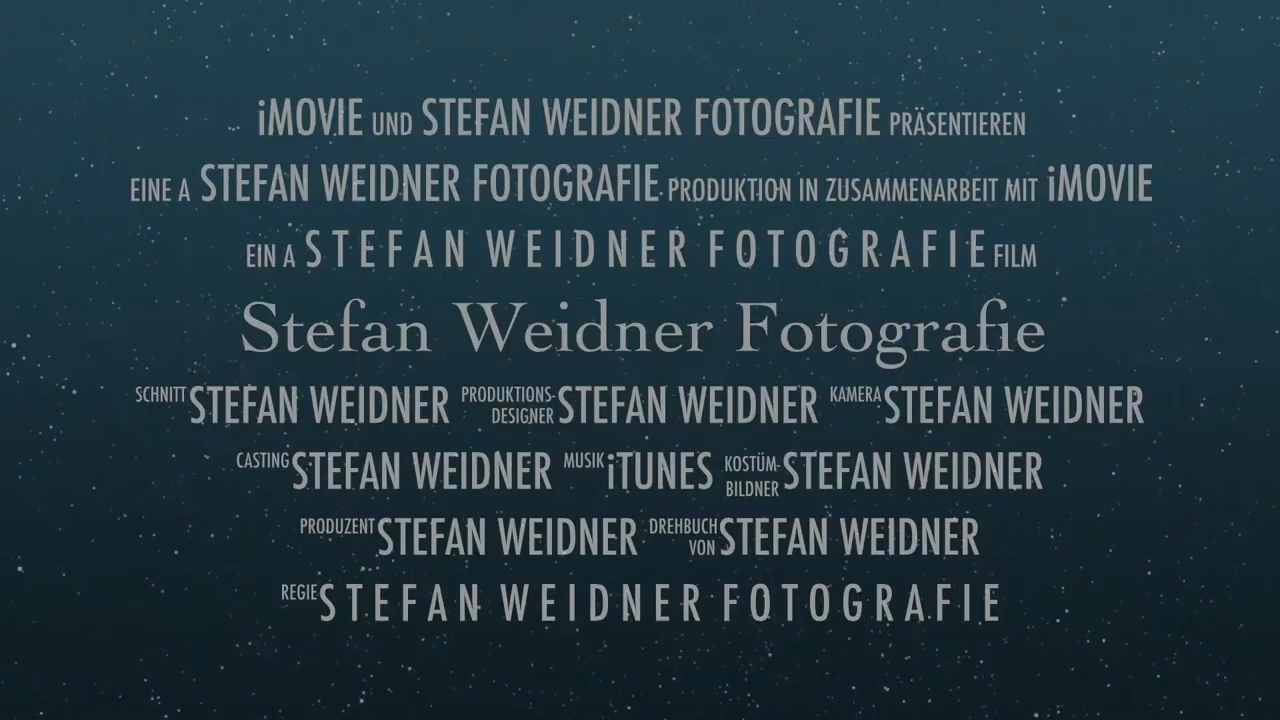 iMOVIE UND STEFAN WEIDNER FOTOGRAFIE PRÄSENTIEREN
EINE A STEFAN WEIDNER FOTOGRAFIE PRODUKTION IN ZUSAMMENARBEIT MIT iMOVIE
EIN A STEFAN WEIDNER FOTOGRAFIE FILM
Stefan Weidner Fotografie
SCHNITT STEFAN WEIDNER PRODUKTIONS-DESIGNER STEFAN WEIDNER KAMERA STEFAN WEIDNER
CASTING STEFAN WEIDNER MUSIK iTUNES KOSTÜM-BILDNER STEFAN WEIDNER
PRODUZENT STEFAN WEIDNER DREHBUCH VON STEFAN WEIDNER
REGIE STEFAN WEIDNER FOTOGRAFIE